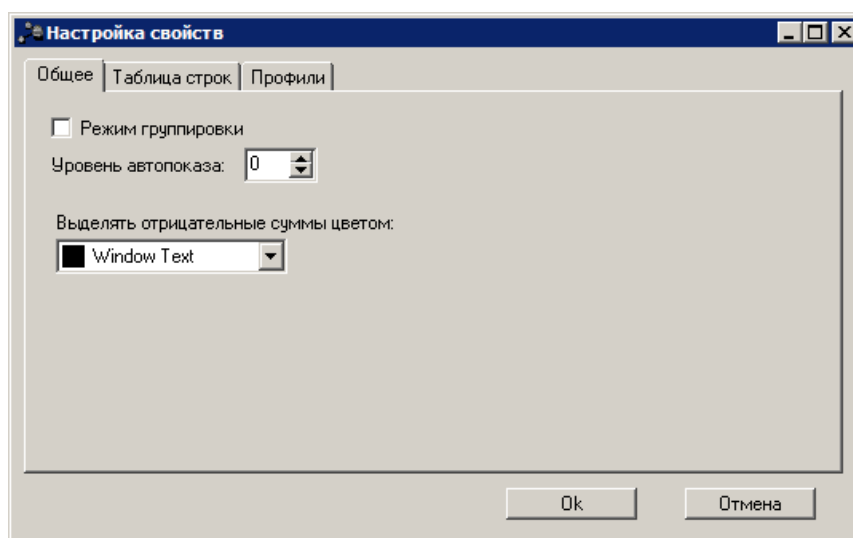 Настройка свойств
Общее Таблица строк Профили
Режим группировки
Уровень автопоказа: 0
Выделять отрицательные суммы цветом:
Window Text
Ok Отмена